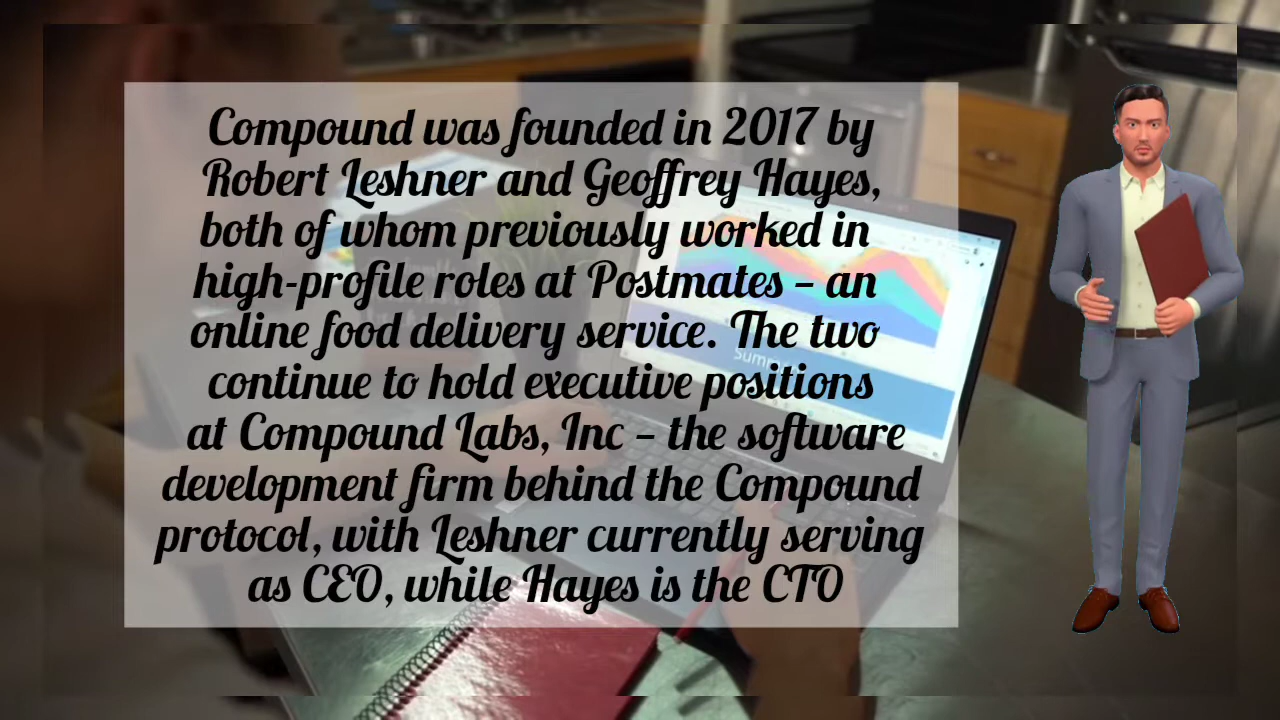 Compound was founded in 2017 by
Robert Leshner and Geoffrey Hayes,
both of whom previously worked in
high-profile roles at Postmates – an
online food delivery service. The two
continue to hold executive positions
at Compound Labs, Inc – the software
development firm behind the Compound
protocol, with Leshner currently serving
as CEO, while Hayes is the CTO